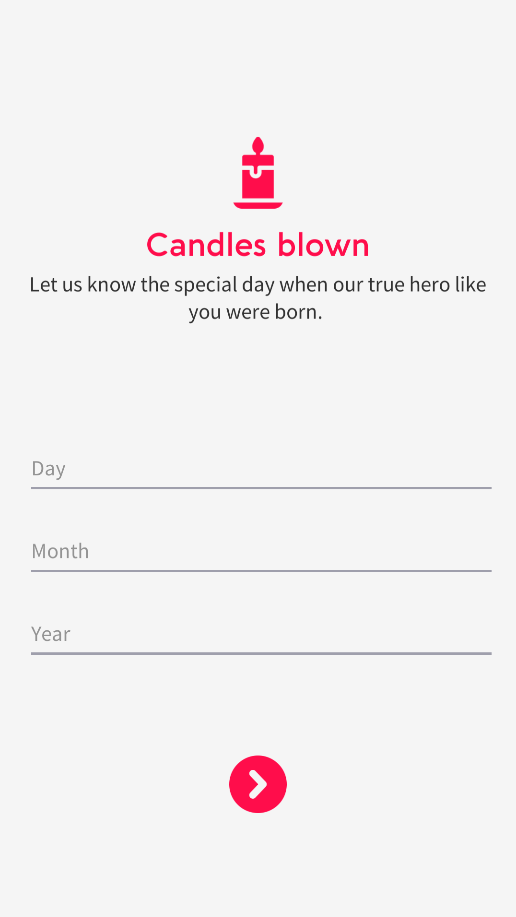 Candles blown
Let us know the special day when our true hero like
you were born.
Day
Month
Year